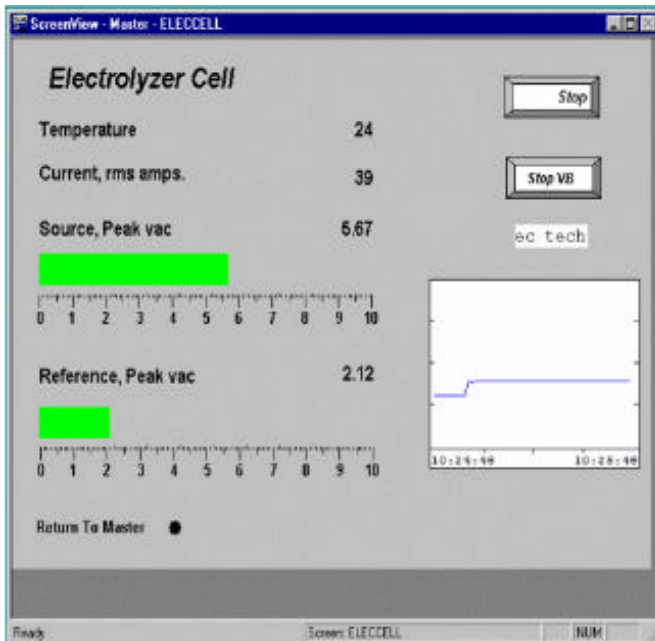 ScreenView - Master - ELECCELL
Electrolyzer Cell
Stop
Temperature 24
Current, rms amps. 39
Stop VB
Source, Peak vac 5.67
ec tech
0 1 2 3 4 5 6 7 8 9 10
Reference, Peak vac 2.12
0 1 2 3 4 5 6 7 8 9 10
Return To Master
Ready Screen: ELECCELL NUM